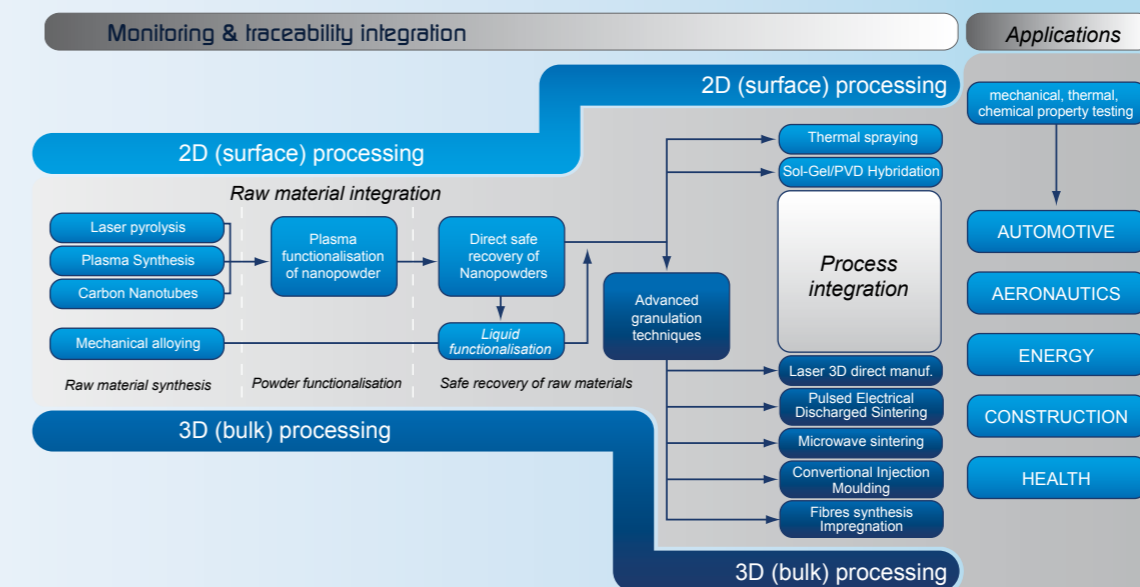 Monitoring & traceability integration
Applications
2D (surface) processing
2D (surface) processing
mechanical, thermal,
chemical property testing
Thermal spraying
Sol-Gel/PVD Hybridation
Raw material integration
Laser pyrolysis
Plasma Synthesis
Carbon Nanotubes
Mechanical alloying
Plasma
functionalisation
of nanopowder
Direct safe
recovery of
Nanopowders
Liquid
functionalisation
Advanced
granulation
techniques
Process
integration
Raw material synthesis
Powder functionalisation
Safe recovery of raw materials
Laser 3D direct manuf.
Pulsed Electrical
Discharged Sintering
Microwave sintering
Convertional Injection
Moulding
Fibres synthesis
Impregnation
AUTOMOTIVE
AERONAUTICS
ENERGY
CONSTRUCTION
HEALTH
3D (bulk) processing
3D (bulk) processing